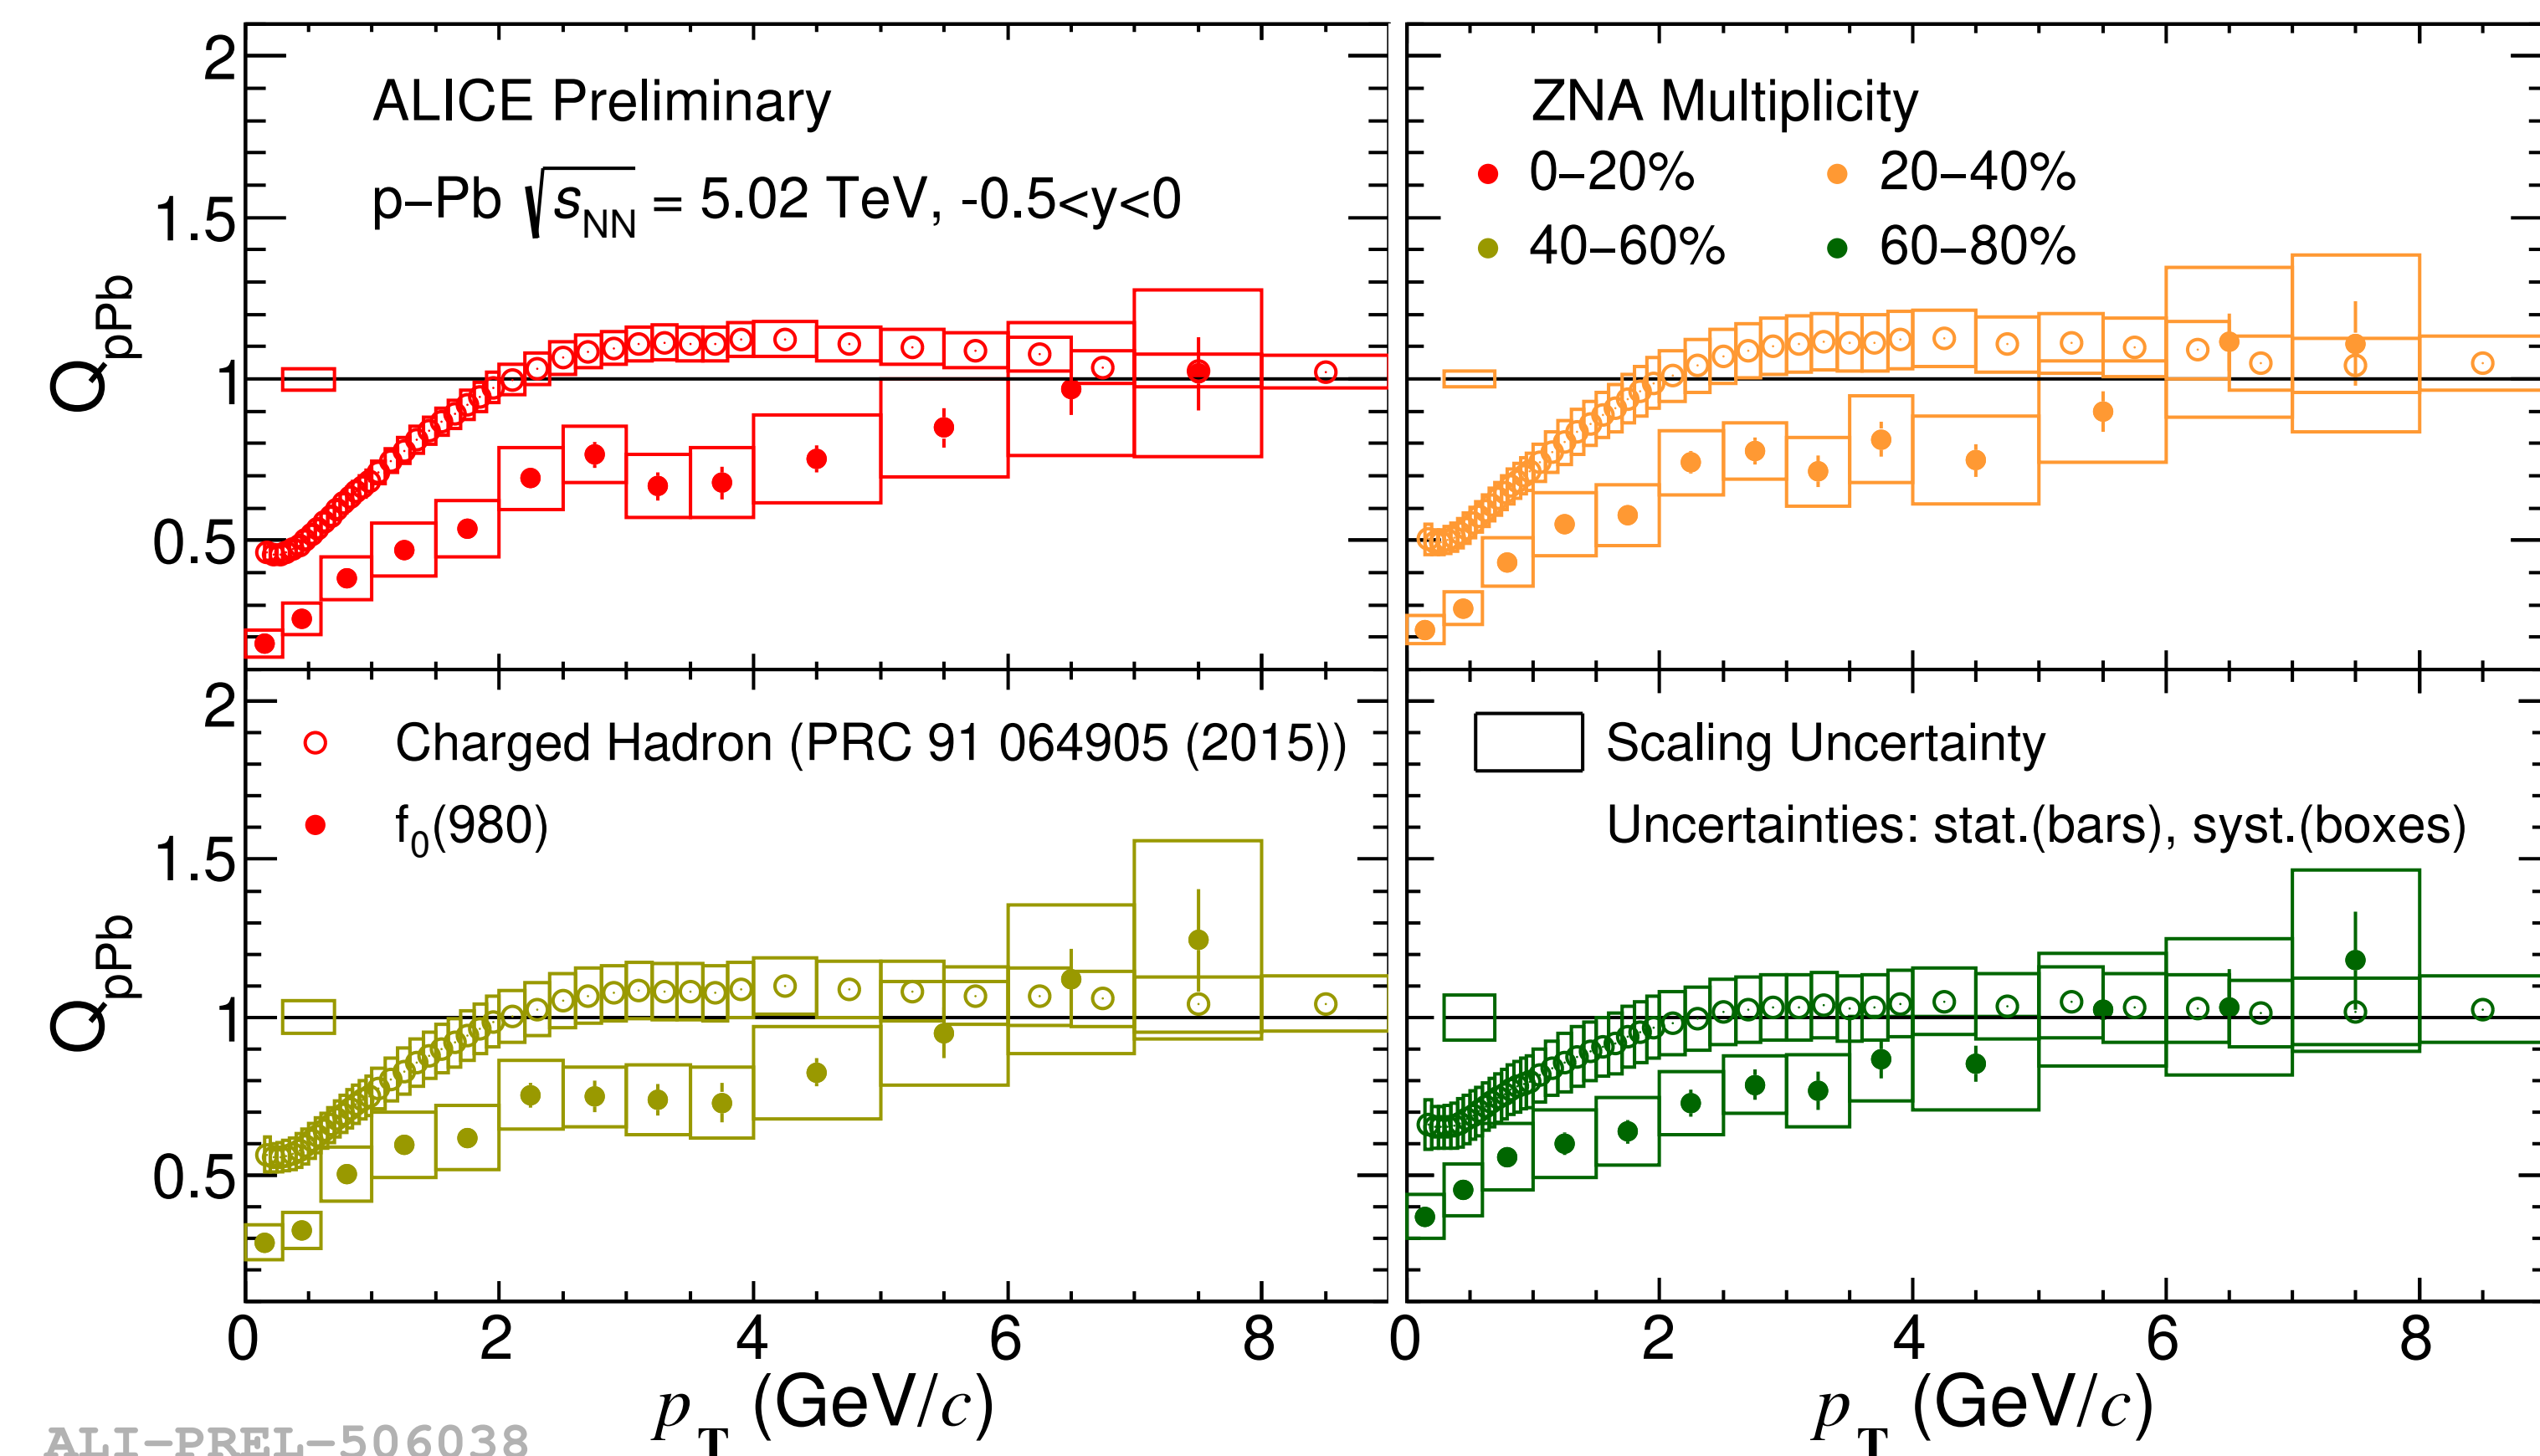 2
ALICE Preliminary
p–Pb √sNN = 5.02 TeV, -0.5<y<0
1.5
QpPb
1
0.5
ZNA Multiplicity
0–20% 20–40%
40–60% 60–80%
2
Charged Hadron (PRC 91 064905 (2015))
f0(980)
1.5
QpPb
1
0.5
Scaling Uncertainty
Uncertainties: stat.(bars), syst.(boxes)
0 2 4 6 8
pT (GeV/c)
0 2 4 6 8
pT (GeV/c)
ALI-PREL-506038